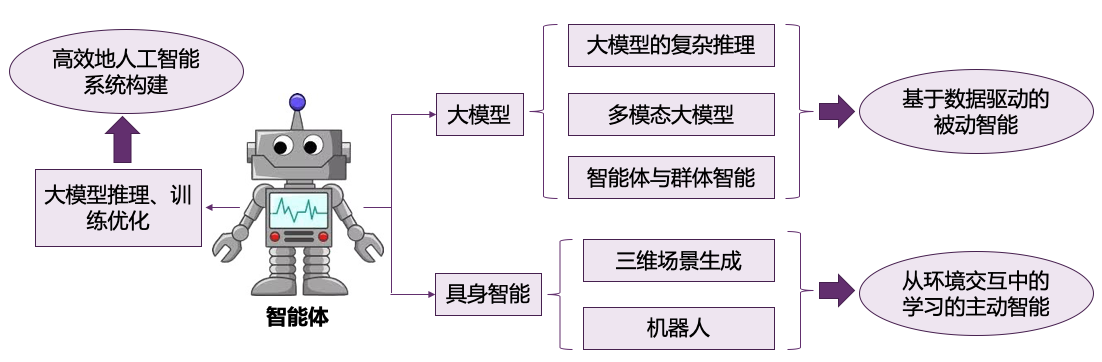 高效地人工智能
系统构建
大模型推理、训
练优化
智能体
大模型
大模型的复杂推理
多模态大模型
智能体与群体智能
基于数据驱动的
被动智能
具身智能
三维场景生成
机器人
从环境交互中的
学习的主动智能